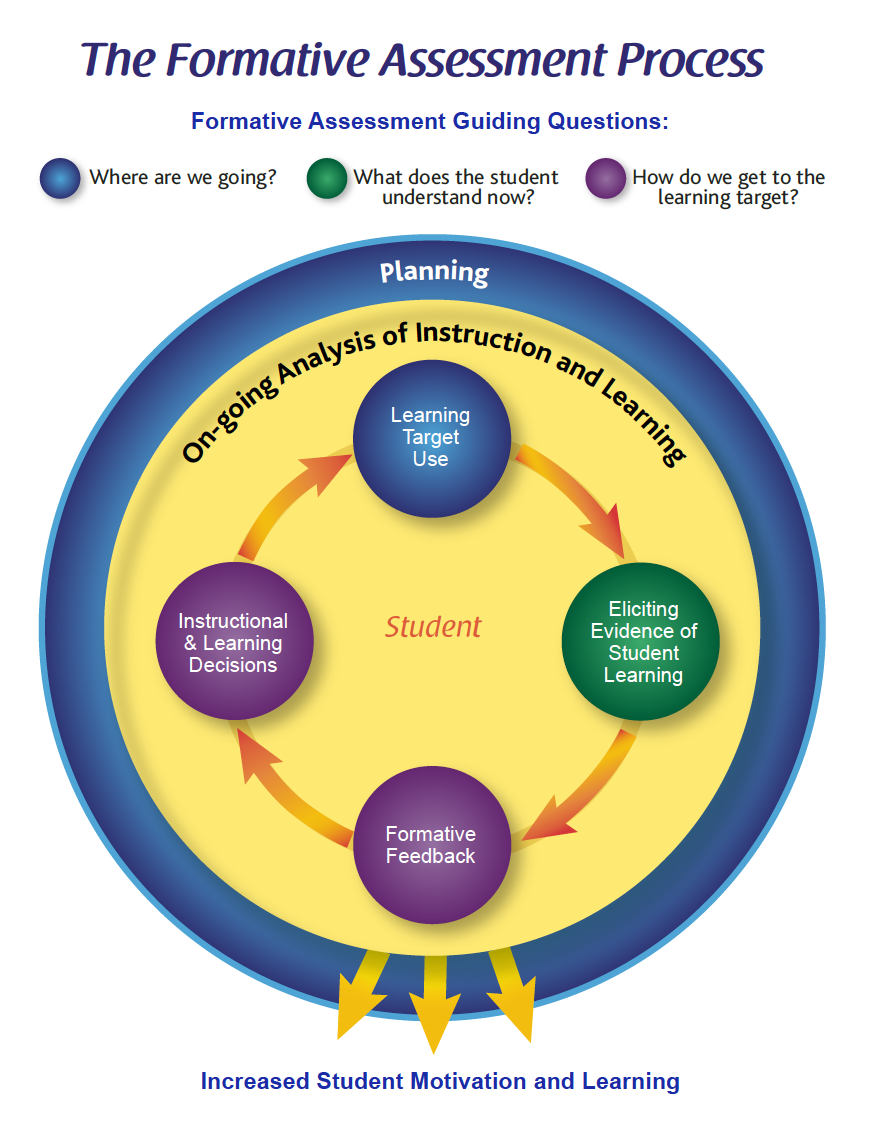 The Formative Assessment Process
Formative Assessment Guiding Questions:
Where are we going?
What does the student
understand now?
How do we get to the
learning target?
Planning
On-going Analysis of Instruction and Learning
Learning
Target
Use
Eliciting
Evidence of
Student
Learning
Formative
Feedback
Instructional
& Learning
Decisions
Student
Increased Student Motivation and Learning